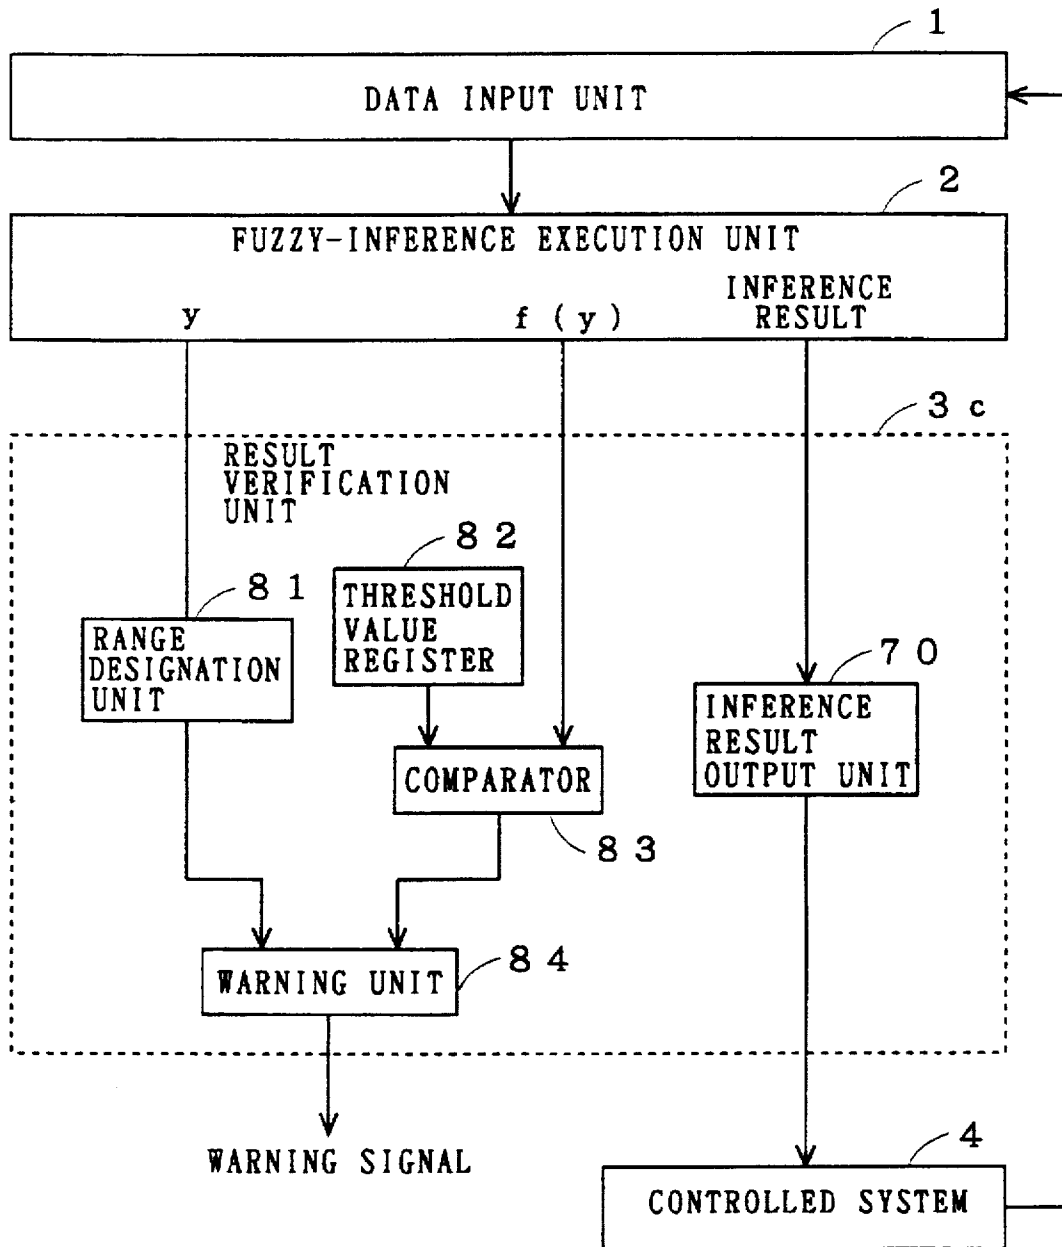 1
DATA INPUT UNIT
2
FUZZY-INFERENCE EXECUTION UNIT
INFERENCE
RESULT
y
f ( y )
3 c
RESULT
VERIFICATION
UNIT
8 2
8 1
THRESHOLD
VALUE
REGISTER
RANGE
DESIGNATION
UNIT
7 0
INFERENCE
RESULT
OUTPUT UNIT
COMPARATOR
8 3
8 4
WARNING UNIT
WARNING SIGNAL
4
CONTROLLED SYSTEM